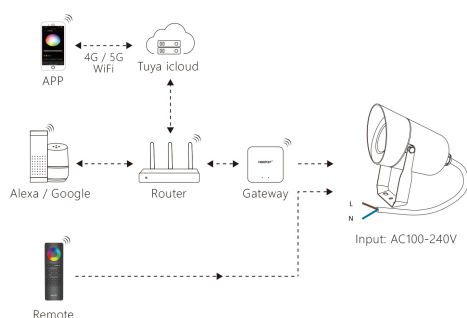 4G / 5G
WiFi
APP
Tuya icloud
Alexa / Google
Router
Gateway
L
N
Input: AC100-240V
Remote